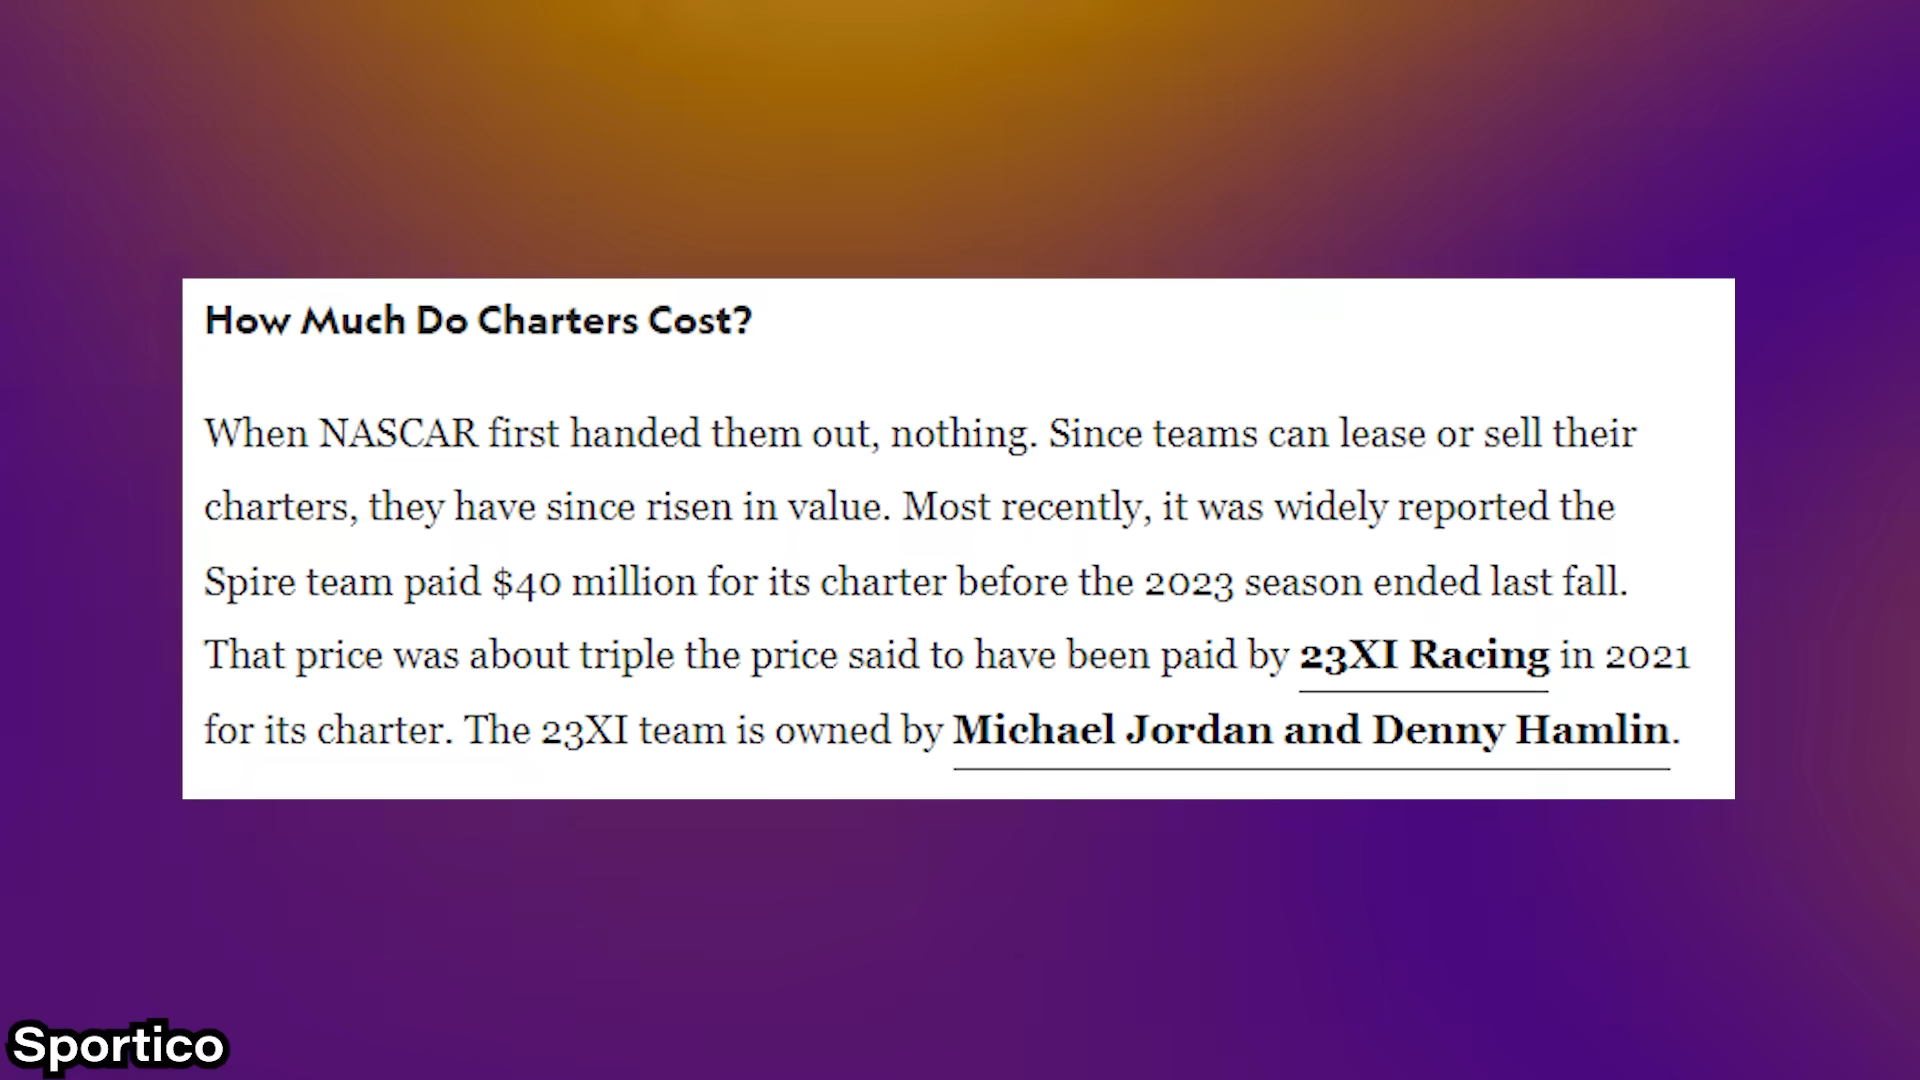 How Much Do Charters Cost?
When NASCAR first handed them out, nothing. Since teams can lease or sell their
charters, they have since risen in value. Most recently, it was widely reported the
Spire team paid $40 million for its charter before the 2023 season ended last fall.
That price was about triple the price said to have been paid by 23XI Racing in 2021
for its charter. The 23XI team is owned by Michael Jordan and Denny Hamlin.
Sportico